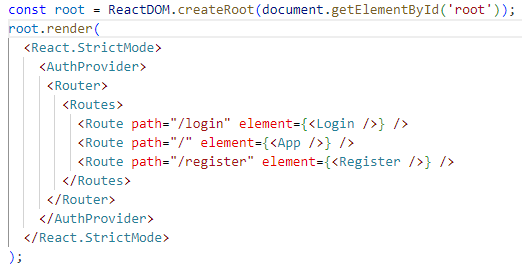 const root = ReactDOM.createRoot(document.getElementById('root'));
root.render(
  <React.StrictMode>
    <AuthProvider>
      <Router>
        <Routes>
          <Route path="/login" element={<Login />} />
          <Route path="/" element={<App />} />
          <Route path="/register" element={<Register />} />
        </Routes>
      </Router>
    </AuthProvider>
  </React.StrictMode>
);